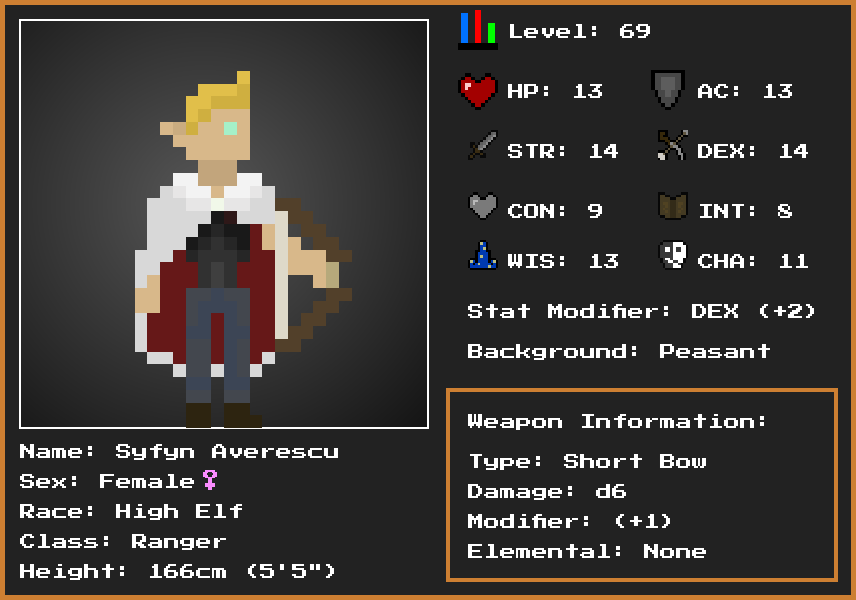 Level: 69
HP: 13 AC: 13
STR: 14 DEX: 14
CON: 9 INT: 8
WIS: 13 CHA: 11
Stat Modifier: DEX (+2)
Background: Peasant
Weapon Information:
Type: Short Bow
Damage: d6
Modifier: (+1)
Elemental: None
Name: Syfyn Averescu
Sex: Female♀
Race: High Elf
Class: Ranger
Height: 166cm (5'5")